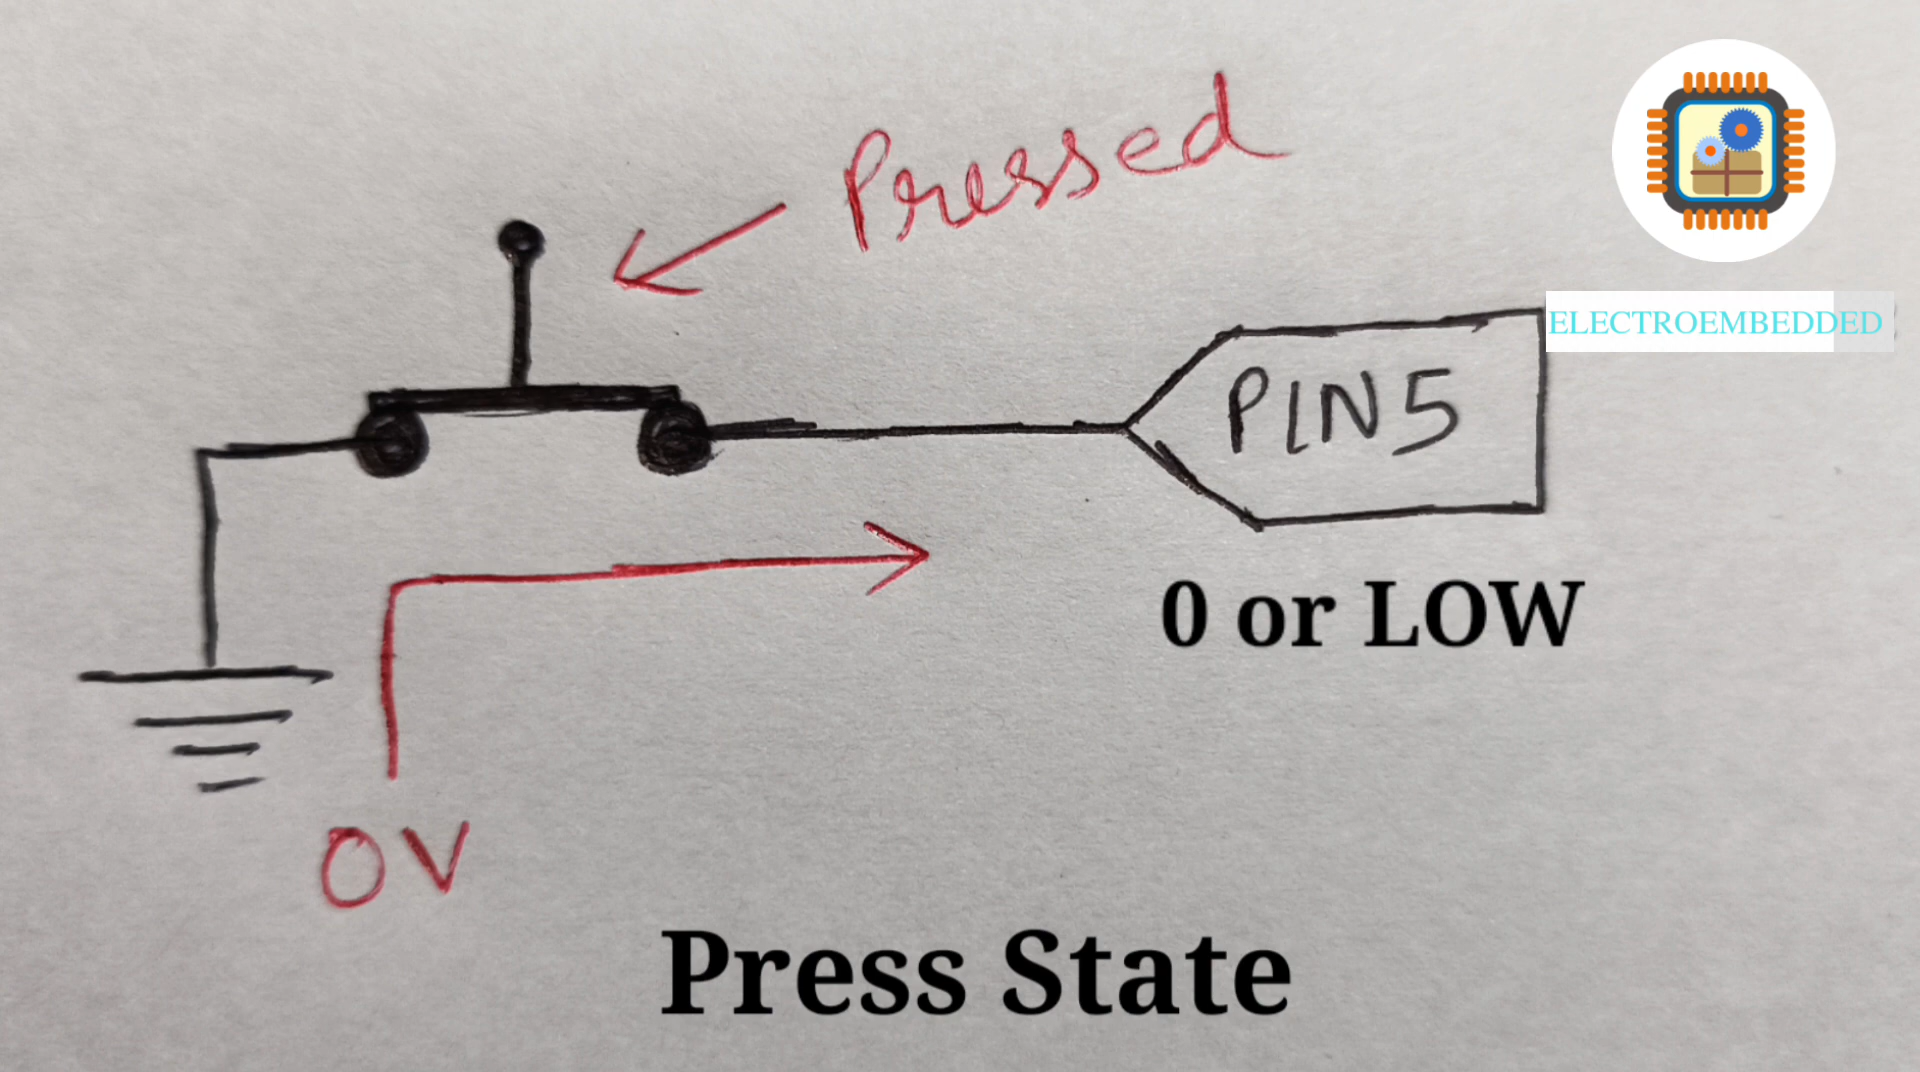 Pressed
ELECTROEMBEDDED
PIN5
0 or LOW
0V
Press State